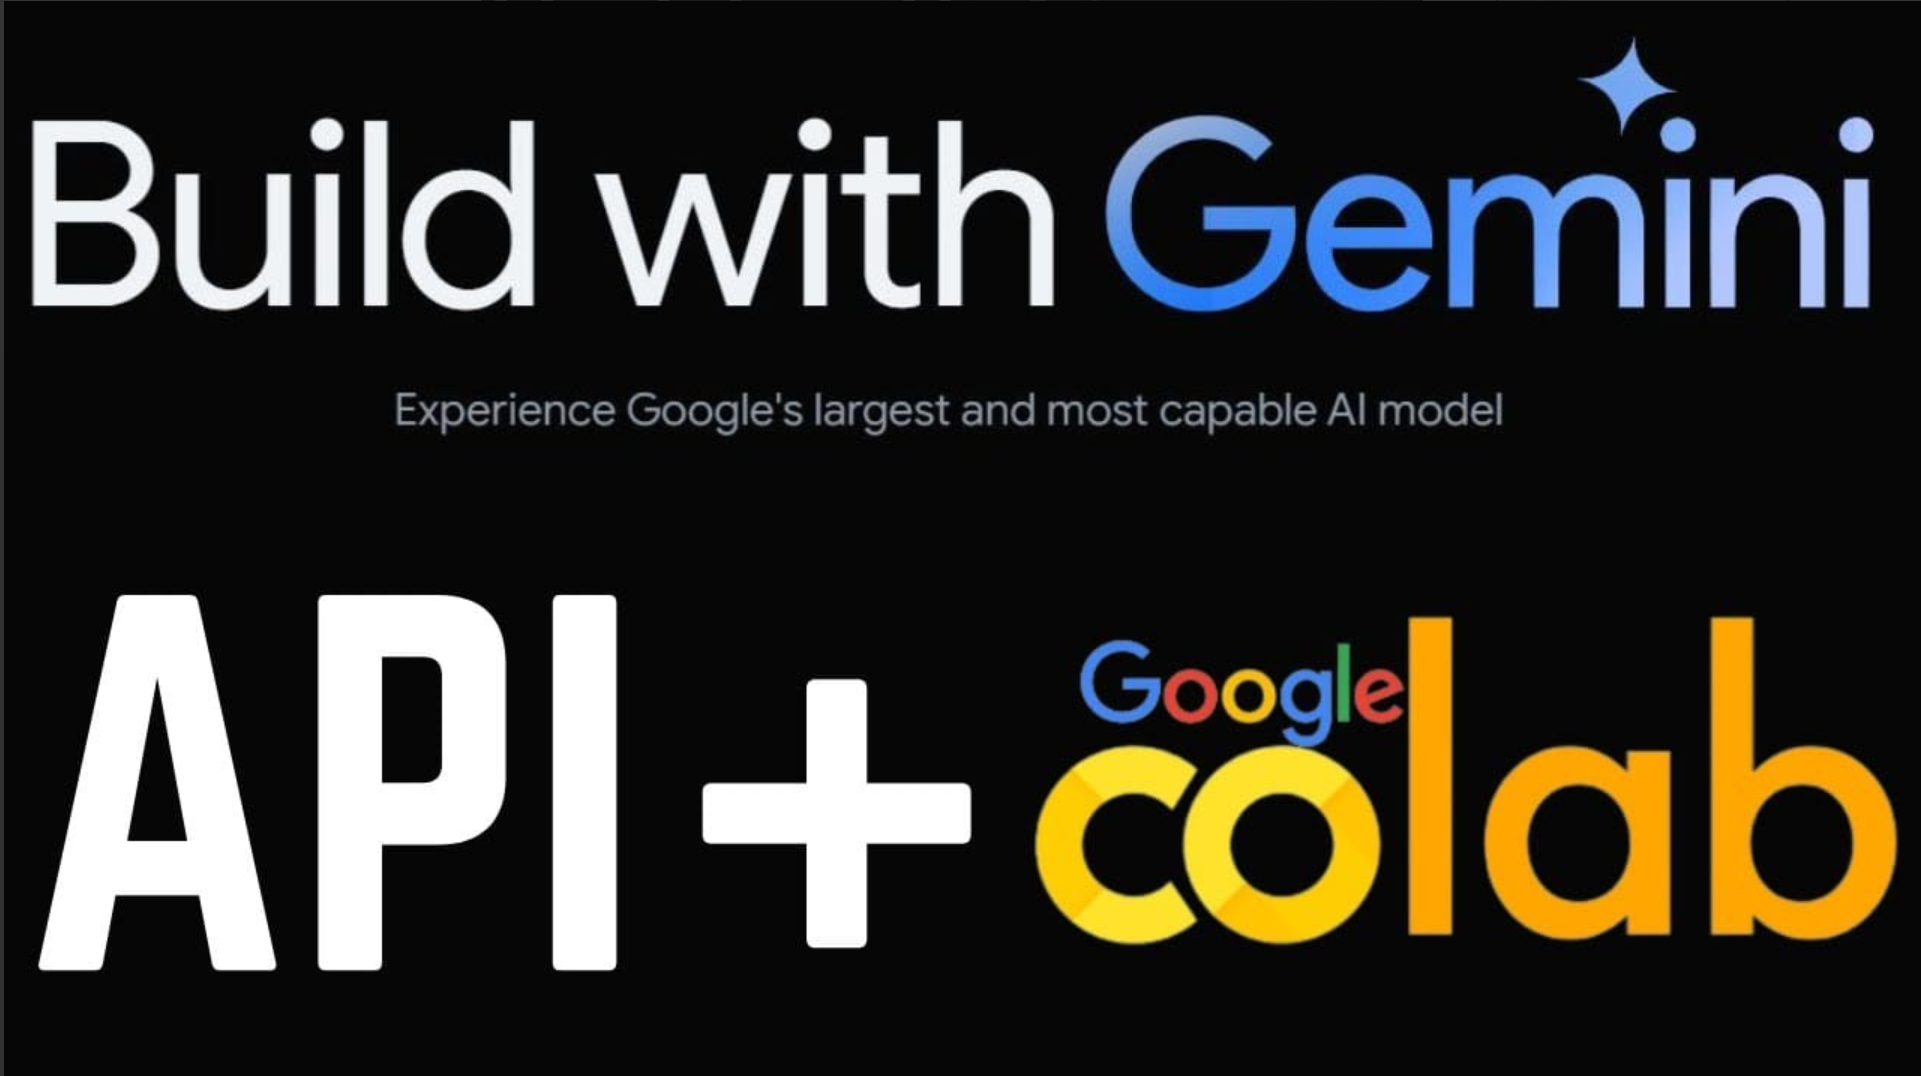 Build with Gemini
Experience Google's largest and most capable AI model
API + Google colab